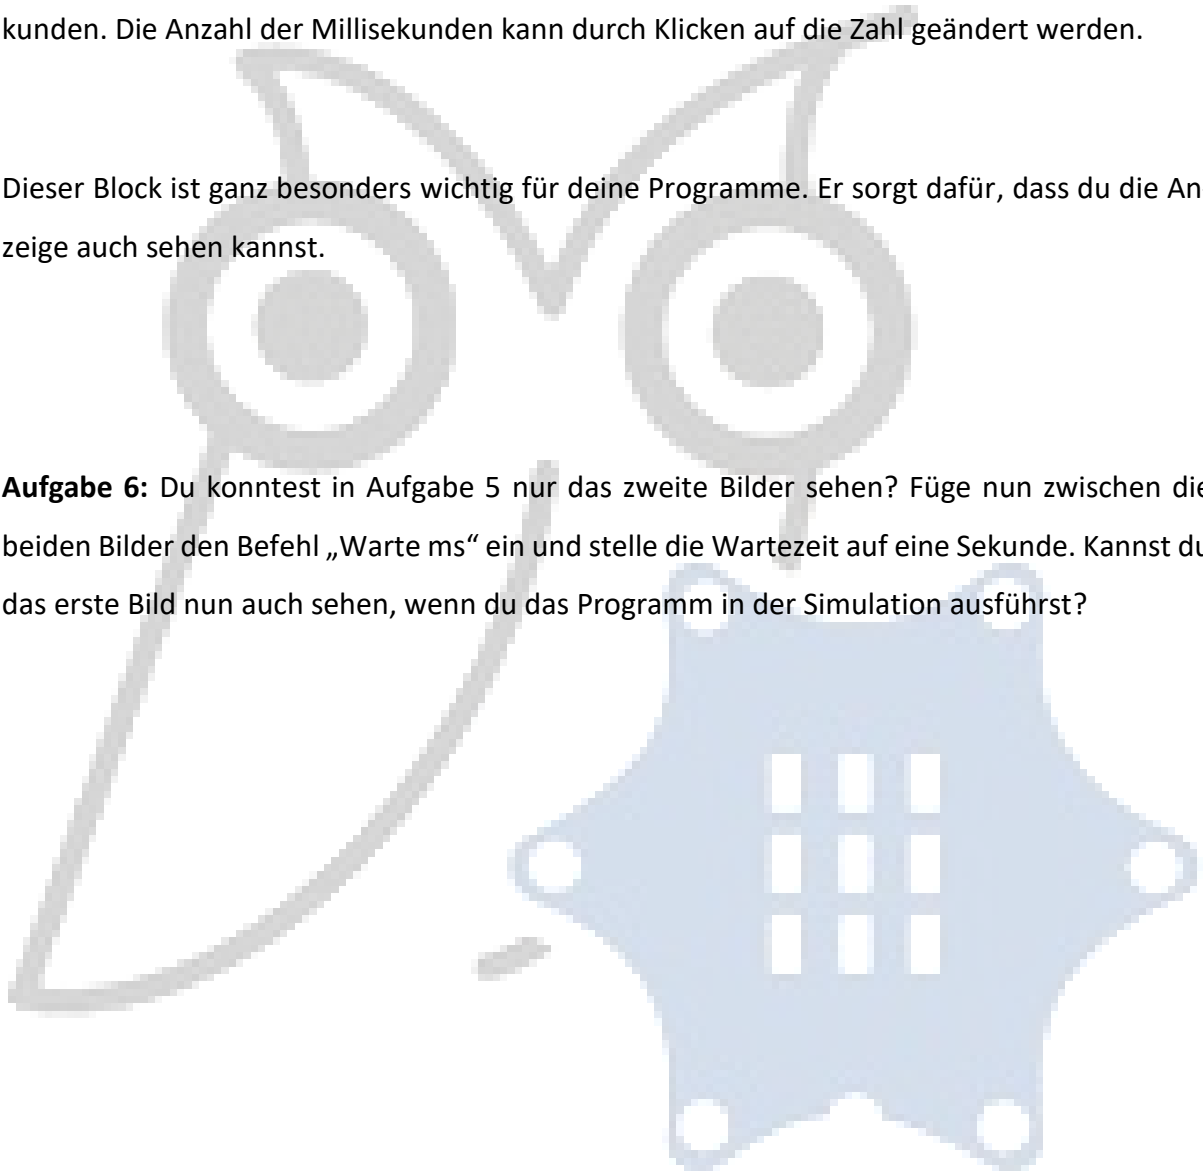 kunden. Die Anzahl der Millisekunden kann durch Klicken auf die Zahl geändert werden.
Dieser Block ist ganz besonders wichtig für deine Programme. Er sorgt dafür, dass du die An
zeige auch sehen kannst.
Aufgabe 6: Du konntest in Aufgabe 5 nur das zweite Bilder sehen? Füge nun zwischen die
beiden Bilder den Befehl „Warte ms“ ein und stelle die Wartezeit auf eine Sekunde. Kannst du
das erste Bild nun auch sehen, wenn du das Programm in der Simulation ausführst?